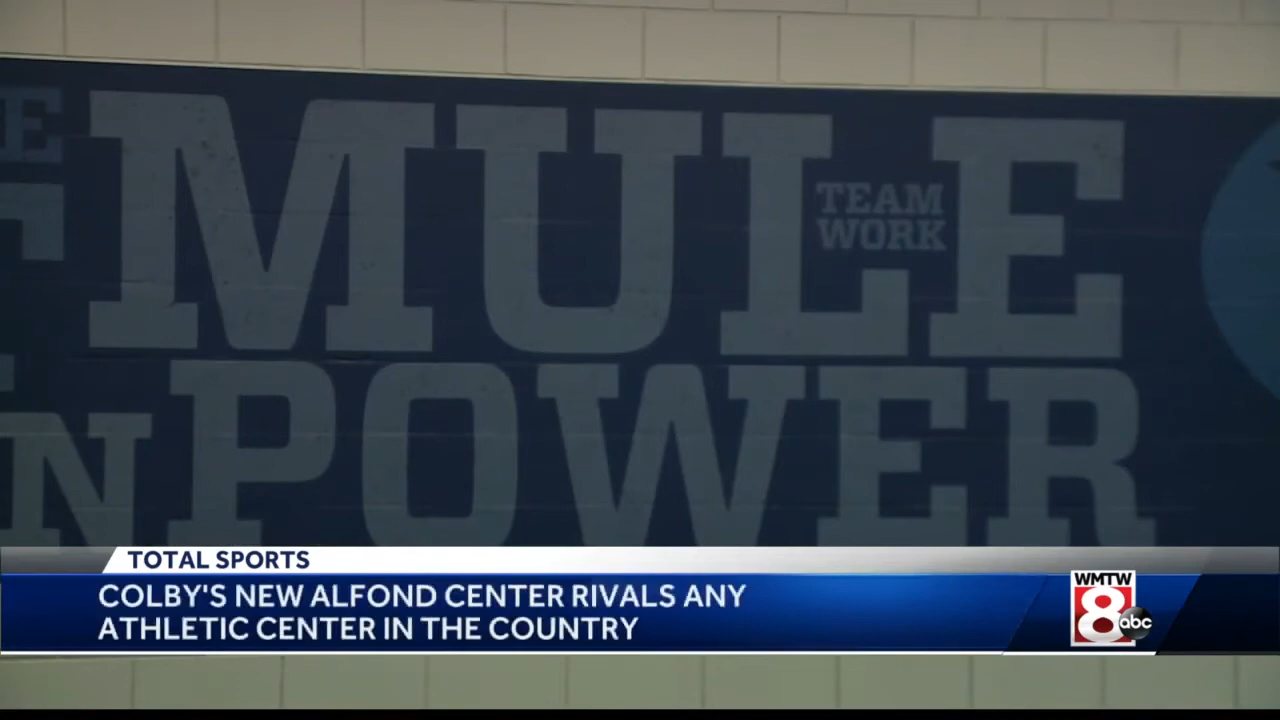 MULE
TEAM
WORK
POWER
TOTAL SPORTS
COLBY'S NEW ALFOND CENTER RIVALS ANY
ATHLETIC CENTER IN THE COUNTRY
WMTW
8
abc